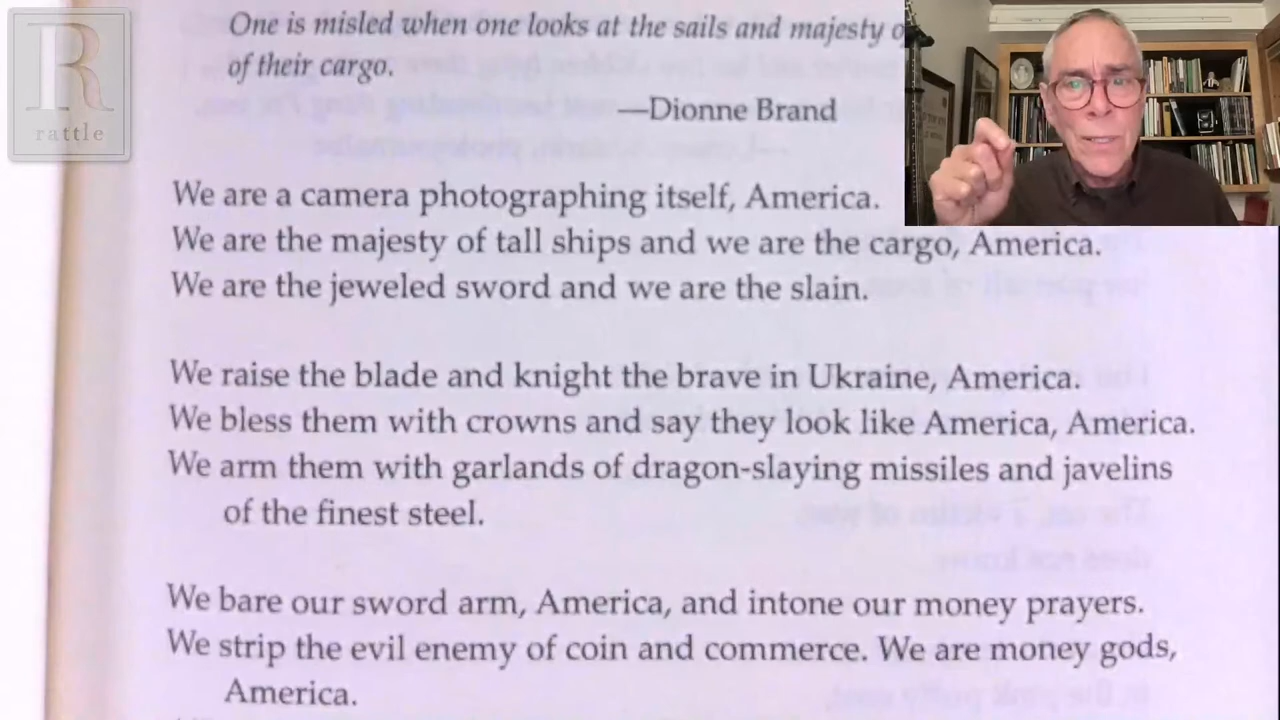 R
rattle
One is misled when one looks at the sails and majesty
of their cargo.
—Dionne Brand
We are a camera photographing itself, America.
We are the majesty of tall ships and we are the cargo, America.
We are the jeweled sword and we are the slain.
We raise the blade and knight the brave in Ukraine, America.
We bless them with crowns and say they look like America, America.
We arm them with garlands of dragon-slaying missiles and javelins
of the finest steel.
We bare our sword arm, America, and intone our money prayers.
We strip the evil enemy of coin and commerce. We are money gods,
America.